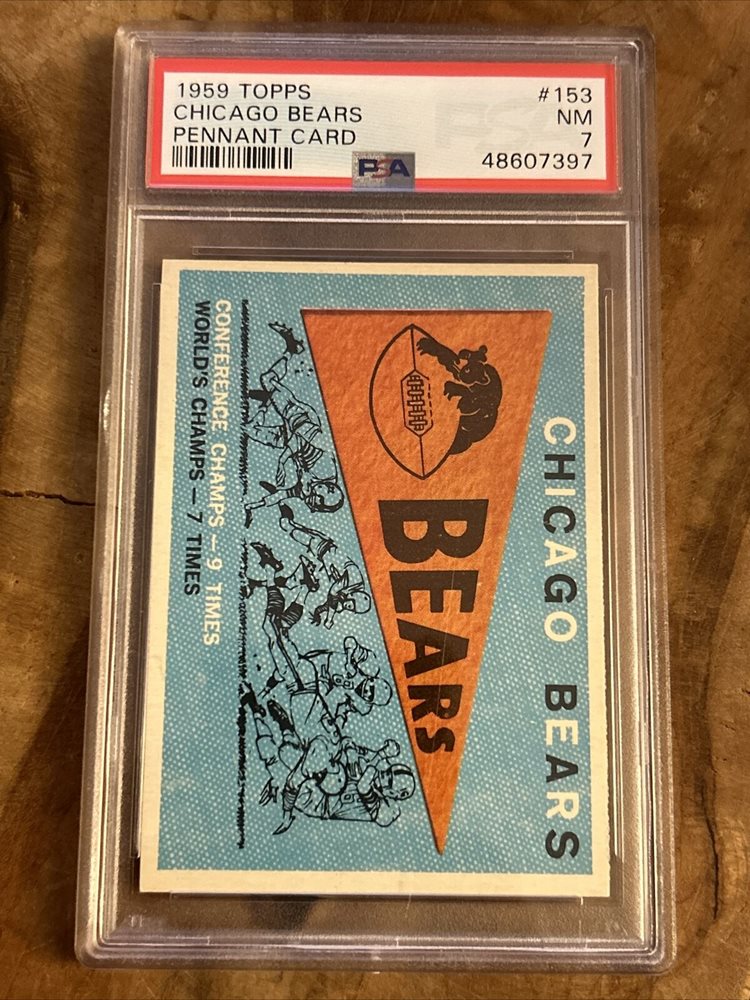 1959 TOPPS #153
CHICAGO BEARS NM
PENNANT CARD 7
PSA 48607397
CHICAGO BEARS
BEARS
CONFERENCE CHAMPS — 9 TIMES
WORLD'S CHAMPS — 7 TIMES